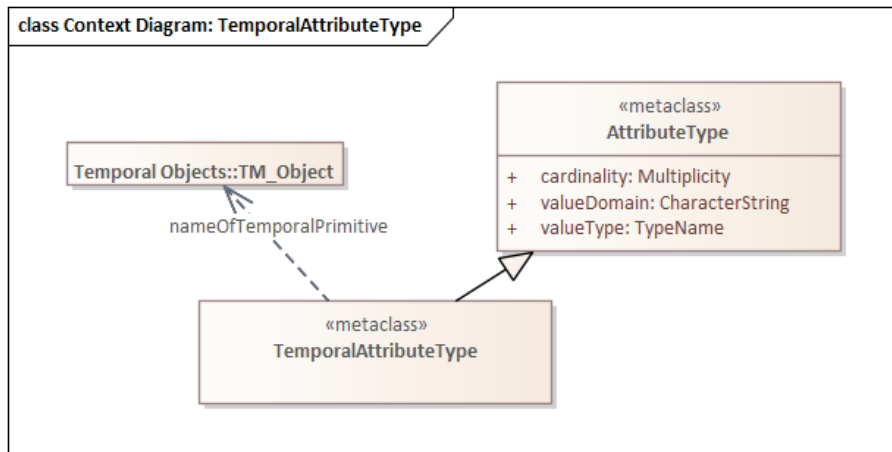 class Context Diagram: TemporalAttributeType
«metaclass»
AttributeType
+ cardinality: Multiplicity
+ valueDomain: CharacterString
+ valueType: TypeName
Temporal Objects::TM_Object
nameOfTemporalPrimitive
«metaclass»
TemporalAttributeType